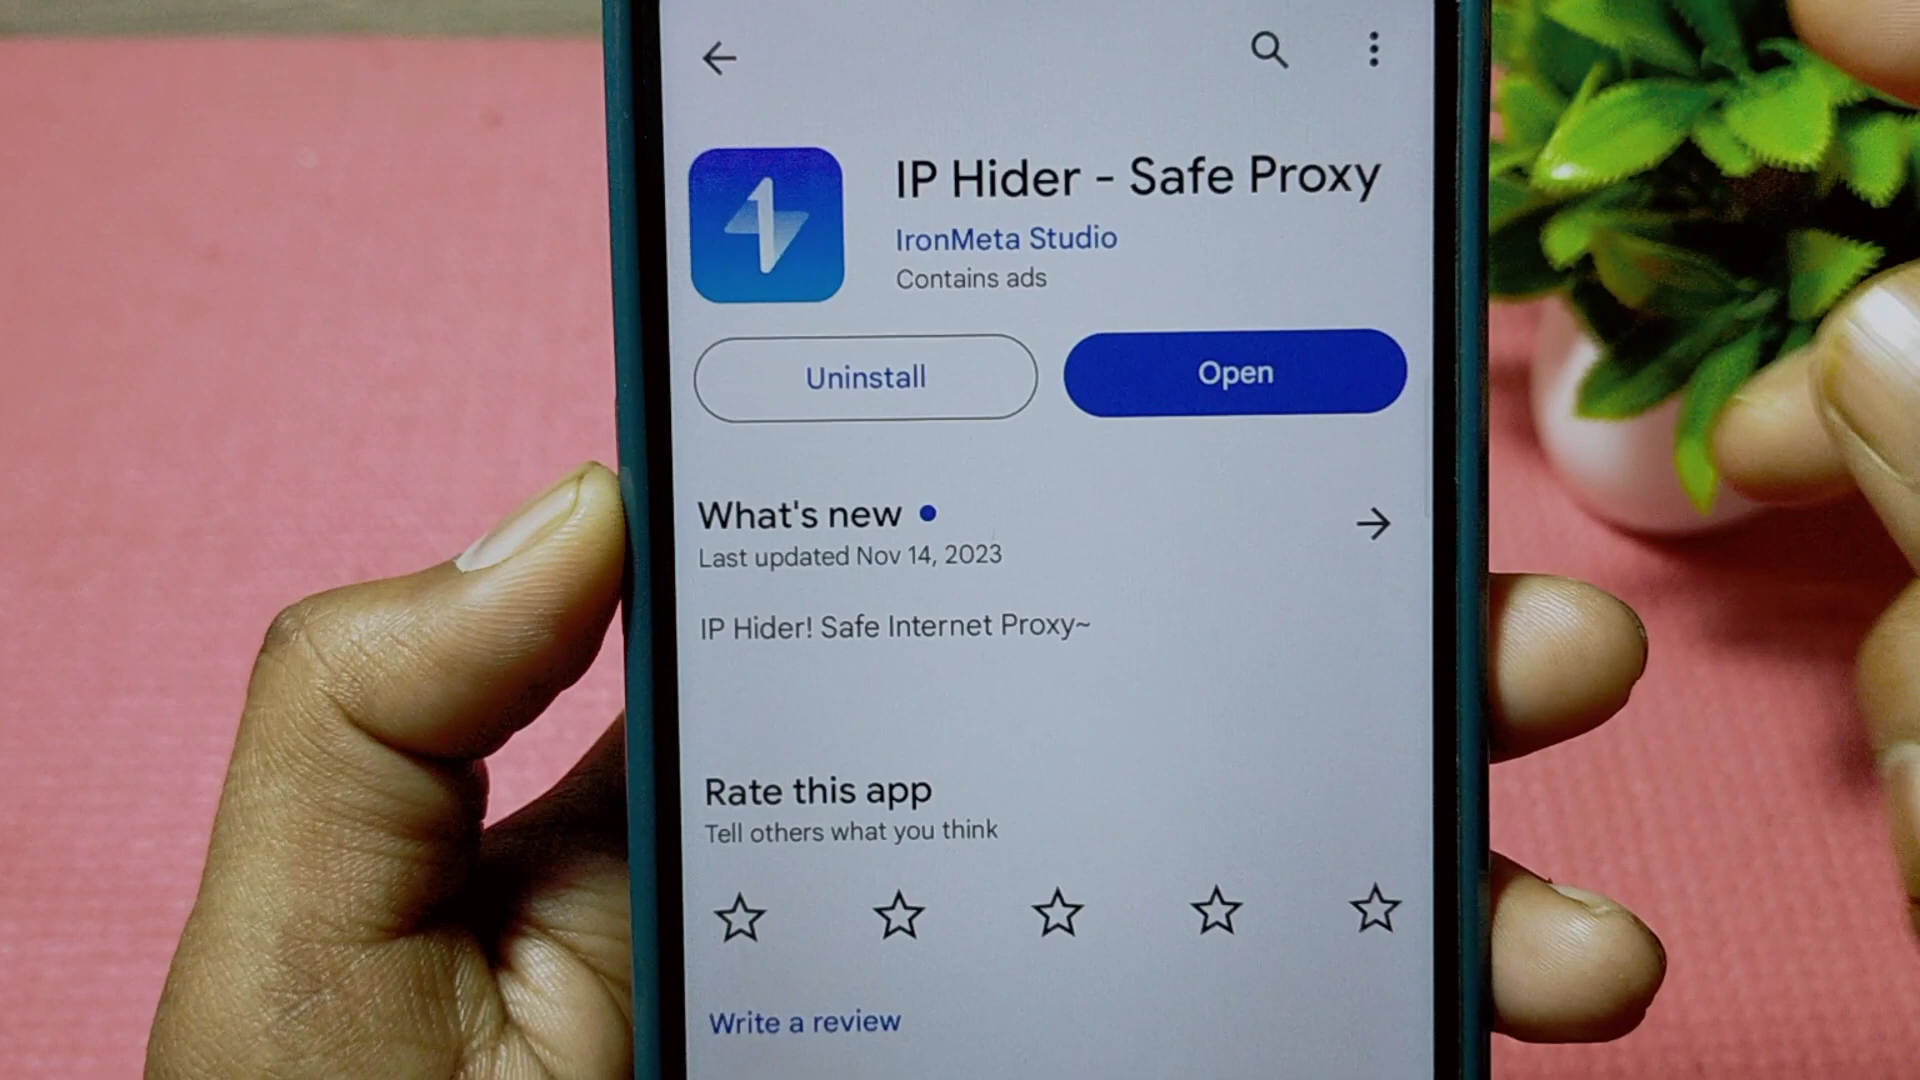 IP Hider - Safe Proxy
IronMeta Studio
Contains ads
Uninstall
Open
What's new
Last updated Nov 14, 2023
IP Hider! Safe Internet Proxy~
Rate this app
Tell others what you think
Write a review